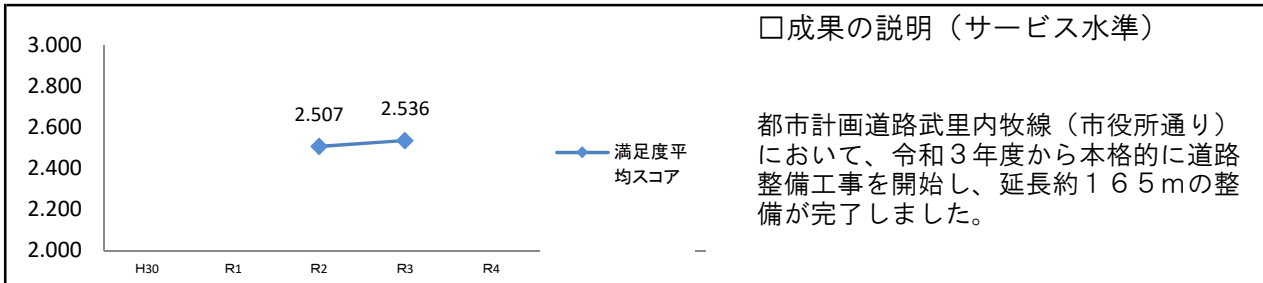 3.000
2.800
2.600
2.400
2.200
2.000
2.507
2.536
H30
R1
R2
R3
R4
満足度平
均スコア
□成果の説明（サービス水準）
都市計画道路武里内牧線（市役所通り）
において、令和３年度から本格的に道路
整備工事を開始し、延長約１６５ｍの整
備が完了しました。